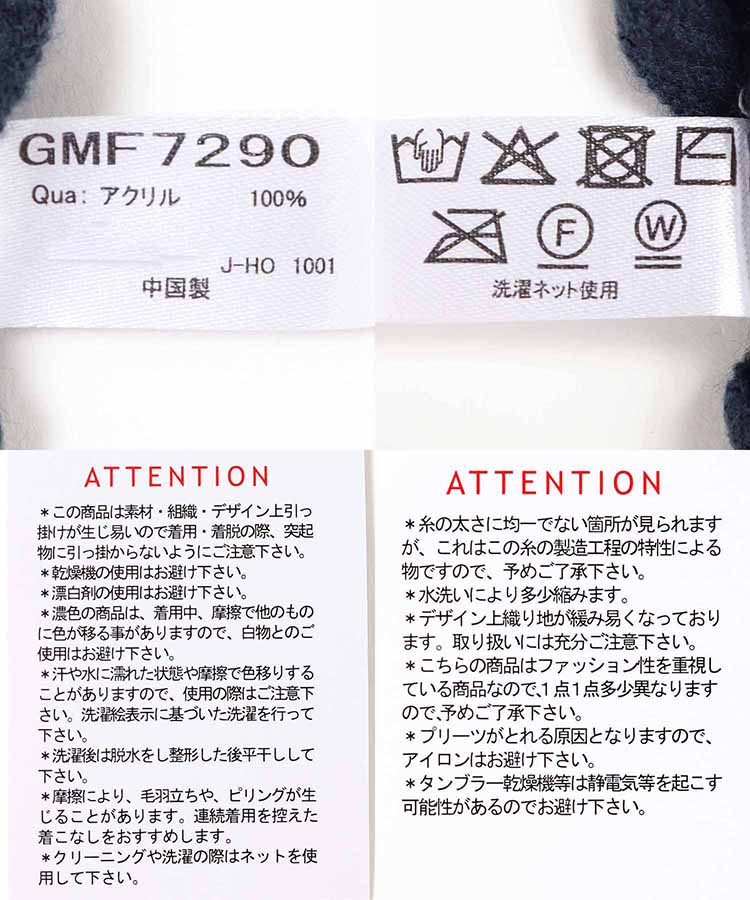 GMF7290
Qua: アクリル 100%
J-HO 1001
中国製
F
W
洗濯ネット使用
ATTENTION
＊この商品は素材・組織・デザイン上引っ
掛けが生じ易いので着用・着脱の際、突起
物に引っ掛からないようにご注意下さい。
＊乾燥機の使用はお避け下さい。
＊漂白剤の使用はお避け下さい。
＊濃色の商品は、着用中、摩擦で他のもの
に色が移る事がありますので、白物とのご
使用はお避け下さい。
＊汗や水に濡れた状態や摩擦で色移りする
ことがありますので、使用の際はご注意下
さい。洗濯絵表示に基づいた洗濯を行って
下さい。
＊洗濯後は脱水をし整形した後平干しして
下さい。
＊摩擦により、毛羽立ちや、ピリングが生
じることがあります。連続着用を控えた
着こなしをおすすめします。
＊クリーニングや洗濯の際はネットを使
用して下さい。
ATTENTION
＊糸の太さに均一でない箇所が見られます
が、これはこの糸の製造工程の特性による
物ですので、予めご了承下さい。
＊水洗いにより多少縮みます。
＊デザイン上織り地が緩み易くなっており
ます。取り扱いには充分ご注意下さい。
＊こちらの商品はファッション性を重視し
ている商品なので、1点1点多少異なります
ので、予めご了承下さい。
＊プリーツがとれる原因となりますので、
アイロンはお避け下さい。
＊タンブラー乾燥機等は静電気等を起こす
可能性があるのでお避け下さい。